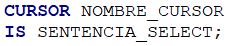 CURSOR NOMBRE_CURSOR
IS SENTENCIA_SELECT;